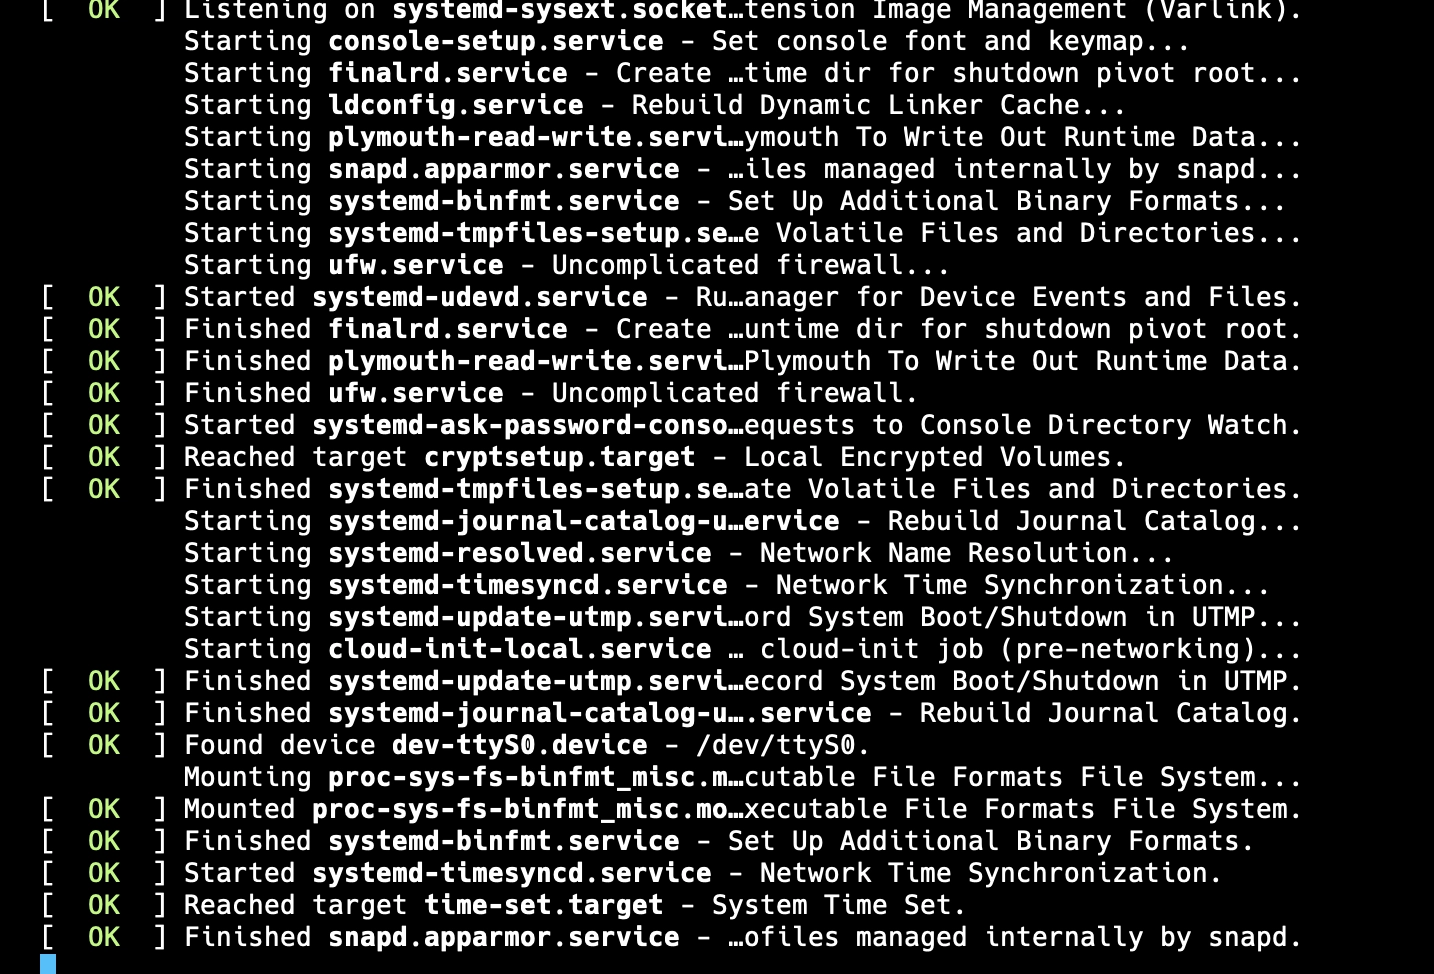 [  OK  ] Listening on systemd-sysext.socket…tension Image Management (Varlink).
Starting console-setup.service - Set console font and keymap...
Starting finalrd.service - Create …time dir for shutdown pivot root...
Starting ldconfig.service - Rebuild Dynamic Linker Cache...
Starting plymouth-read-write.servi…ymouth To Write Out Runtime Data...
Starting snapd.apparmor.service - …iles managed internally by snapd...
Starting systemd-binfmt.service - Set Up Additional Binary Formats...
Starting systemd-tmpfiles-setup.se…e Volatile Files and Directories...
Starting ufw.service - Uncomplicated firewall...
[  OK  ] Started systemd-udevd.service - Ru…anager for Device Events and Files.
[  OK  ] Finished finalrd.service - Create …untime dir for shutdown pivot root.
[  OK  ] Finished plymouth-read-write.servi…Plymouth To Write Out Runtime Data.
[  OK  ] Finished ufw.service - Uncomplicated firewall.
[  OK  ] Started systemd-ask-password-conso…equests to Console Directory Watch.
[  OK  ] Reached target cryptsetup.target - Local Encrypted Volumes.
[  OK  ] Finished systemd-tmpfiles-setup.se…ate Volatile Files and Directories.
Starting systemd-journal-catalog-u…ervice - Rebuild Journal Catalog...
Starting systemd-resolved.service - Network Name Resolution...
Starting systemd-timesyncd.service - Network Time Synchronization...
Starting systemd-update-utmp.servi…ord System Boot/Shutdown in UTMP...
Starting cloud-init-local.service … cloud-init job (pre-networking)...
[  OK  ] Finished systemd-update-utmp.servi…ecord System Boot/Shutdown in UTMP.
[  OK  ] Finished systemd-journal-catalog-u….service - Rebuild Journal Catalog.
[  OK  ] Found device dev-ttyS0.device - /dev/ttyS0.
Mounting proc-sys-fs-binfmt_misc.m…cutable File Formats File System...
[  OK  ] Mounted proc-sys-fs-binfmt_misc.mo…xecutable File Formats File System.
[  OK  ] Finished systemd-binfmt.service - Set Up Additional Binary Formats.
[  OK  ] Started systemd-timesyncd.service - Network Time Synchronization.
[  OK  ] Reached target time-set.target - System Time Set.
[  OK  ] Finished snapd.apparmor.service - …ofiles managed internally by snapd.